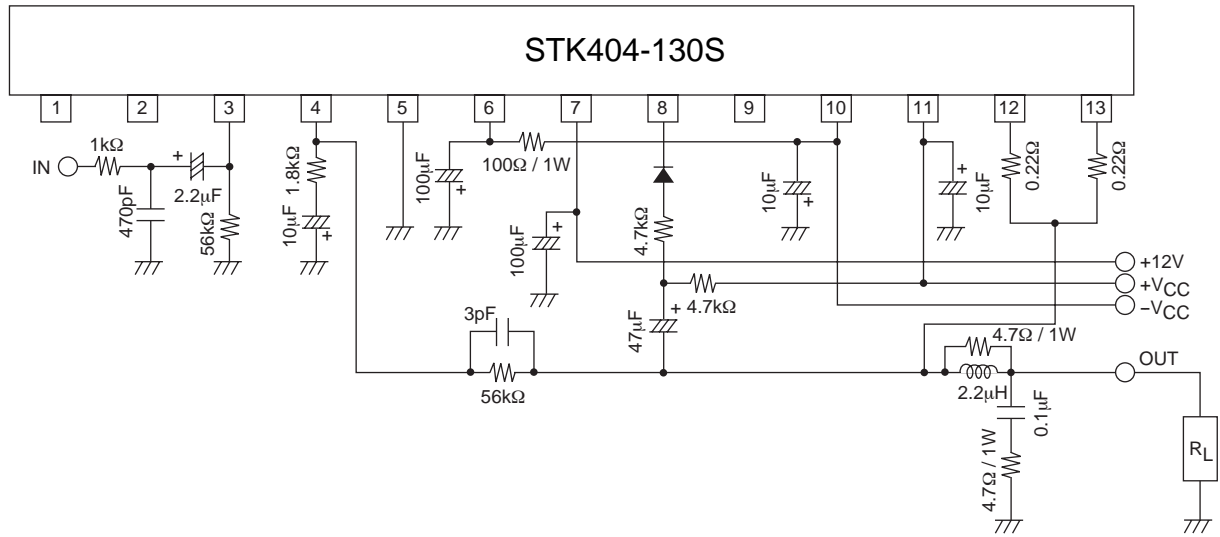 STK404-130S
1 2 3 4 5 6 7 8 9 10 11 12 13
IN
1kΩ
+
2.2µF
470pF
56kΩ
1.8kΩ
10µF
+
100µF
+
100Ω / 1W
100µF
+
4.7kΩ
10µF
+
10µF
+
0.22Ω
0.22Ω
+12V
+VCC
−VCC
4.7kΩ
47µF
+
3pF
56kΩ
4.7Ω / 1W
2.2µH
OUT
0.1µF
4.7Ω / 1W
RL